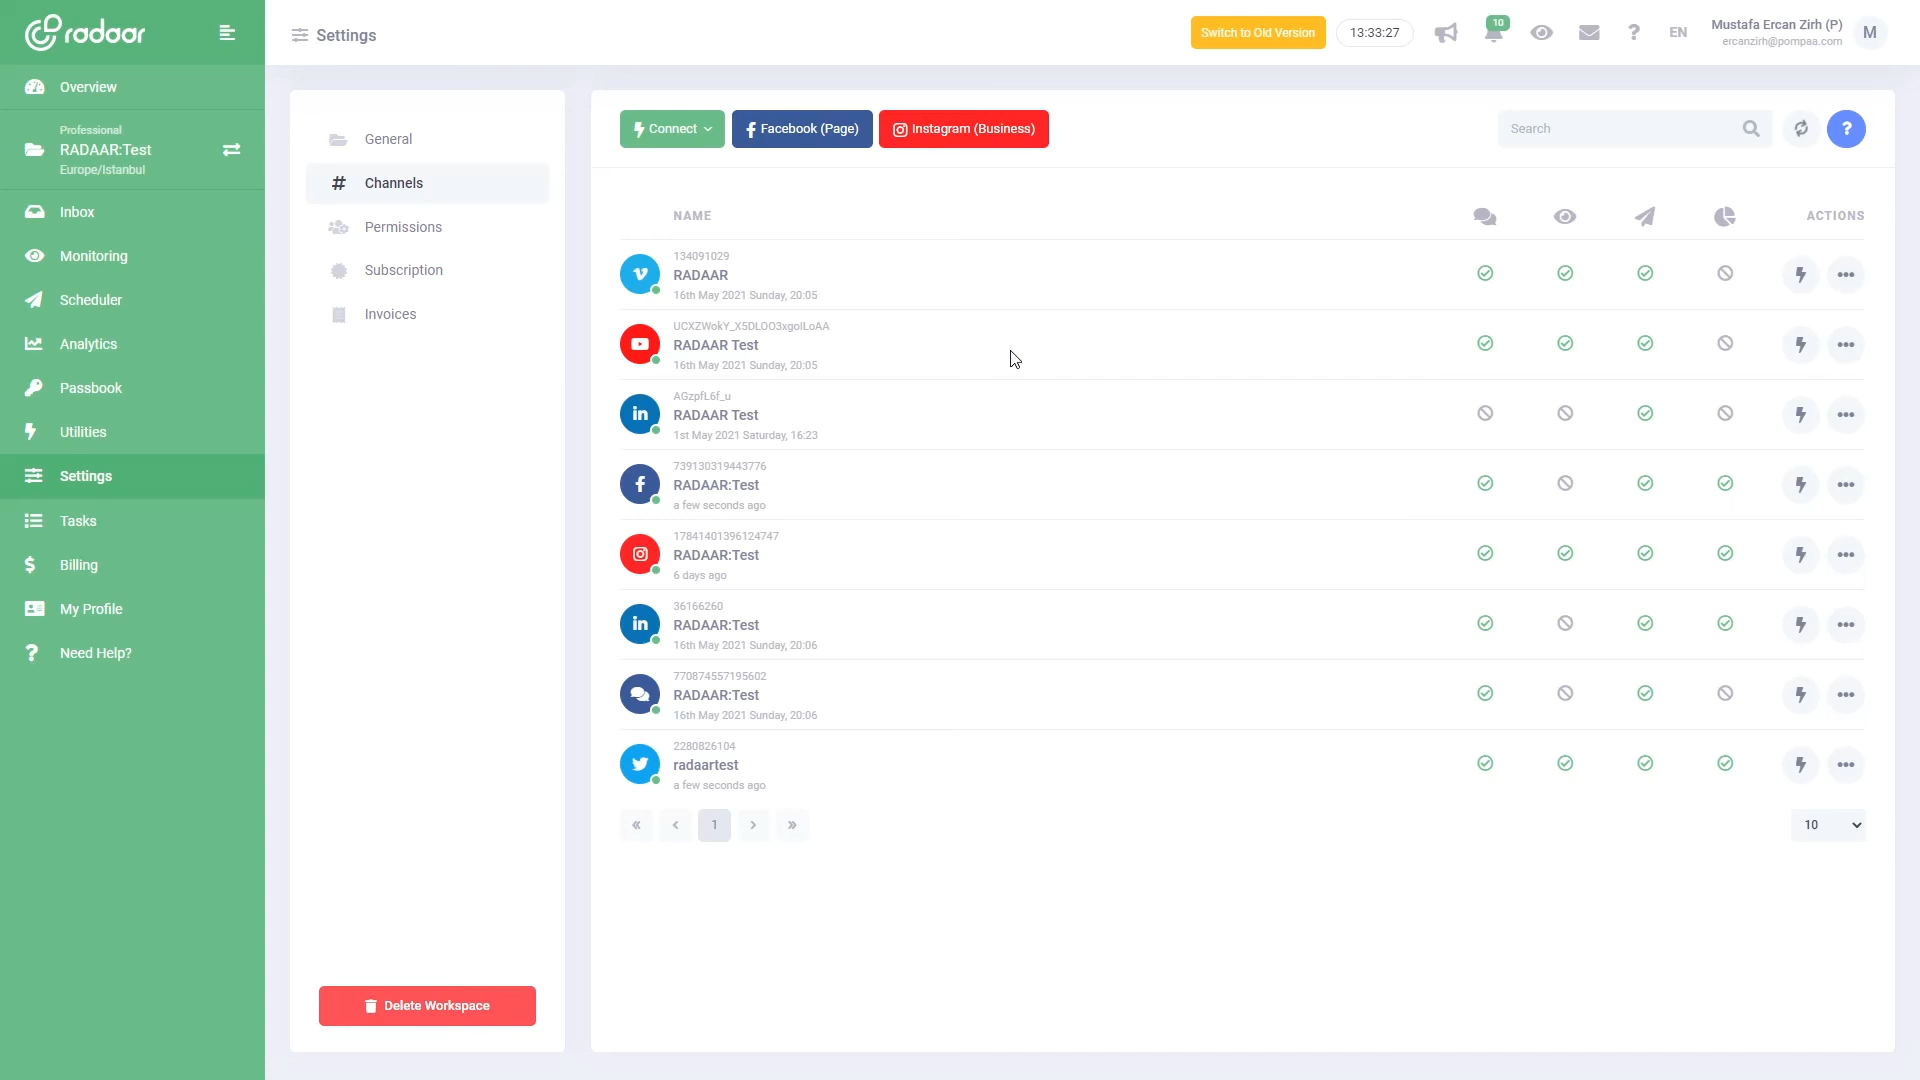 radaar
Settings
Switch to Old Version
13:33:27
10
EN
Mustafa Ercan Zirh (P)
ercanzirh@pompaa.com
M
Overview
Professional
RADAAR:Test
Europe/Istanbul
Inbox
Monitoring
Scheduler
Analytics
Passbook
Utilities
Settings
Tasks
Billing
My Profile
Need Help?
General
Channels
Permissions
Subscription
Invoices
Delete Workspace
Connect
Facebook (Page)
Instagram (Business)
Search
?
NAME
ACTIONS
134091029
RADAAR
16th May 2021 Sunday, 20:05
UCXZWokY_X5DLOO3xgolLoAA
RADAAR Test
16th May 2021 Sunday, 20:05
AGzpfL6f_u
RADAAR Test
1st May 2021 Saturday, 16:23
739130319443776
RADAAR:Test
a few seconds ago
17841401396124747
RADAAR:Test
6 days ago
36166260
RADAAR:Test
16th May 2021 Sunday, 20:06
770874557195602
RADAAR:Test
16th May 2021 Sunday, 20:06
2280826104
radaartest
a few seconds ago
« ‹ 1 › »
10